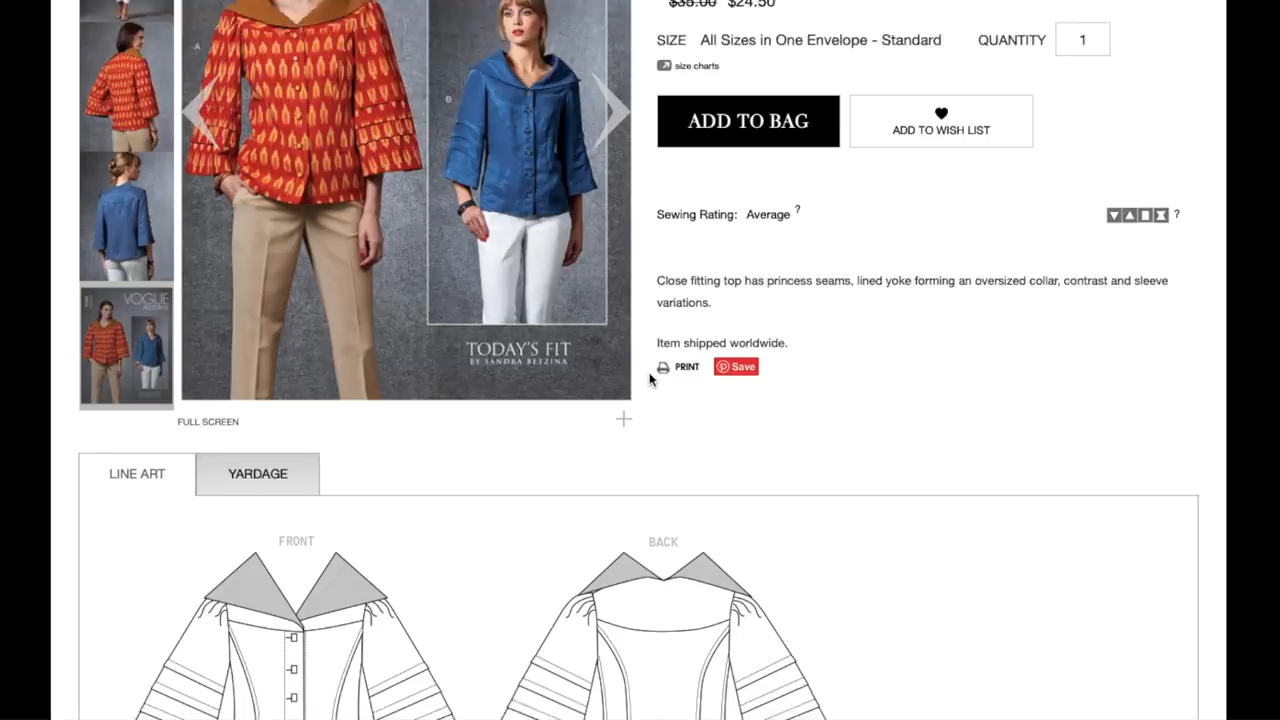 $35.00 $24.50
SIZE All Sizes in One Envelope - Standard QUANTITY 1
size charts
ADD TO BAG
ADD TO WISH LIST
Sewing Rating: Average ?
?
Close fitting top has princess seams, lined yoke forming an oversized collar, contrast and sleeve
variations.
Item shipped worldwide.
PRINT Save
A
B
TODAY'S FIT
BY SANDRA BETZINA
VOGUE
FULL SCREEN
LINE ART YARDAGE
FRONT BACK